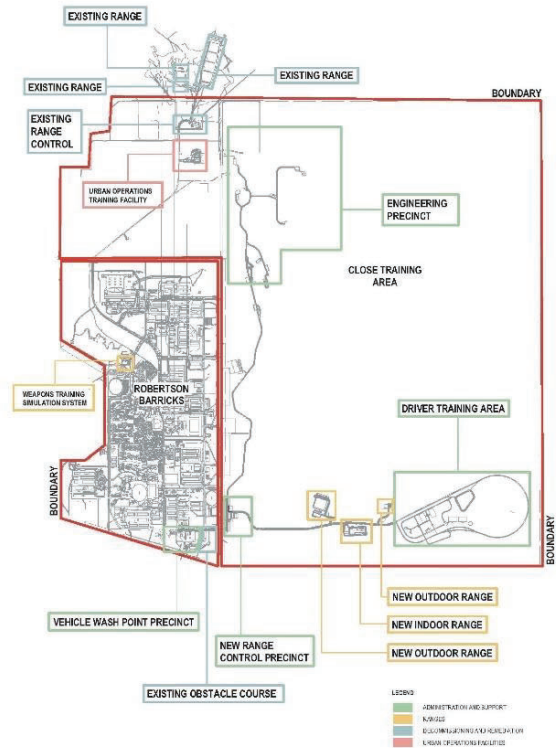 EXISTING RANGE
EXISTING RANGE
EXISTING RANGE
BOUNDARY
EXISTING
RANGE
CONTROL
URBAN OPERATIONS
TRAINING FACILITY
ENGINEERING
PRECINCT
CLOSE TRAINING
AREA
WEAPONS TRAINING
SIMULATION SYSTEM
ROBERTSON
BARRICKS
DRIVER TRAINING AREA
BOUNDARY
BOUNDARY
NEW OUTDOOR RANGE
VEHICLE WASH POINT PRECINCT
NEW INDOOR RANGE
NEW RANGE
CONTROL PRECINCT
NEW OUTDOOR RANGE
EXISTING OBSTACLE COURSE
LEGEND
ADMINISTRATION AND SUPPORT
RANGES
DECOMMISSIONING AND REMEDIATION
URBAN OPERATIONS FACILITIES